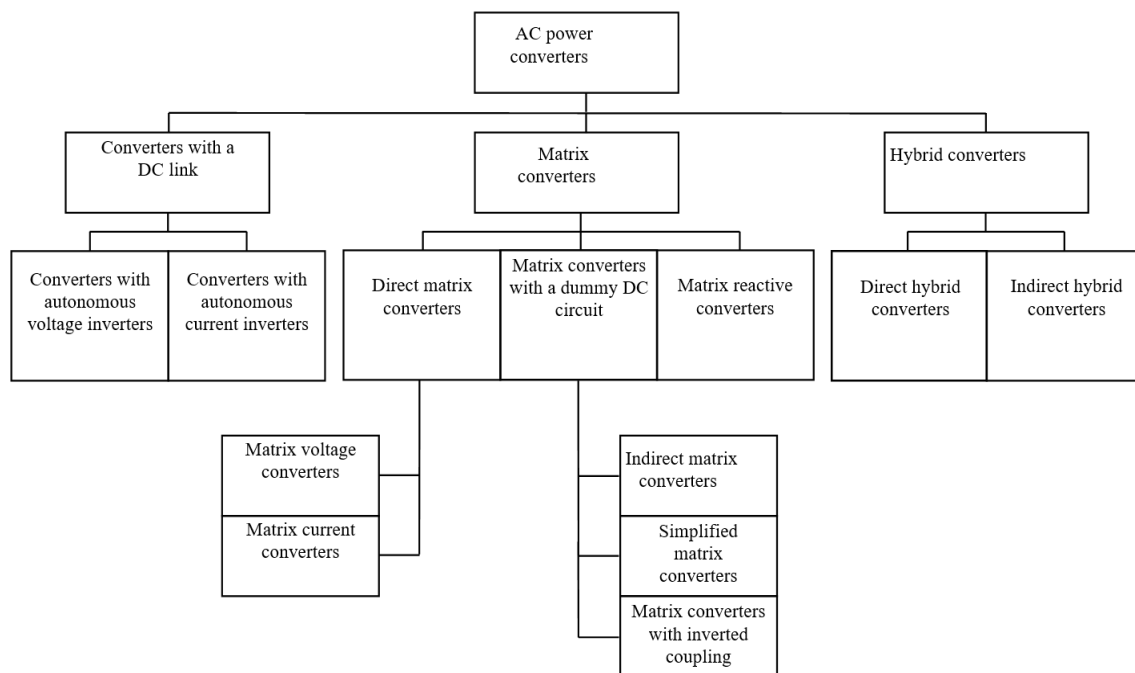 AC power
converters
Converters with a
DC link
Matrix
converters
Hybrid converters
Converters with
autonomous
voltage inverters
Converters with
autonomous
current inverters
Direct matrix
converters
Matrix converters
with a dummy DC
circuit
Matrix reactive
converters
Direct hybrid
converters
Indirect hybrid
converters
Matrix voltage
converters
Matrix current
converters
Indirect matrix
converters
Simplified
matrix
converters
Matrix converters
with inverted
coupling